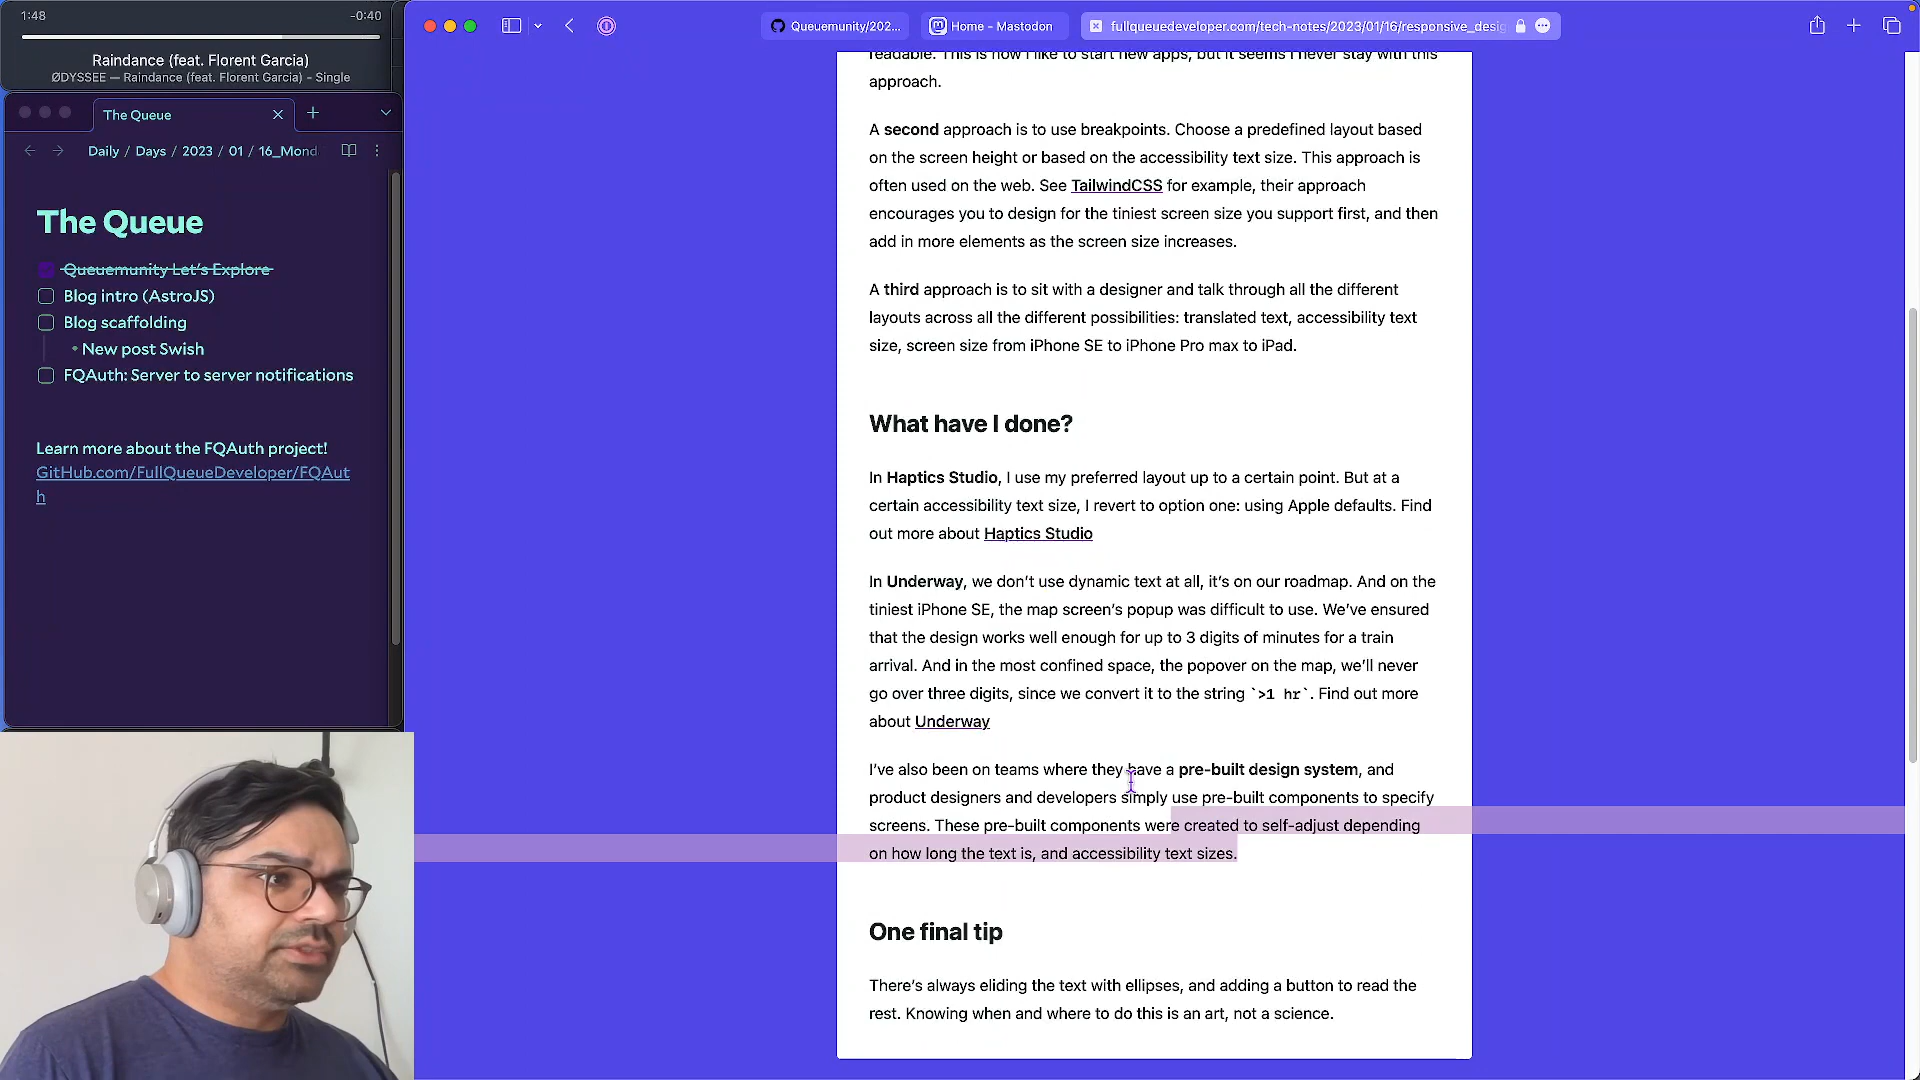 1:48
-0:40
Raindance (feat. Florent Garcia)
ØDYSSEE — Raindance (feat. Florent Garcia) - Single
The Queue
Daily / Days / 2023 / 01 / 16_Mond
The Queue
Queuemunity Let's Explore
Blog intro (AstroJS)
Blog scaffolding
• New post Swish
FQAuth: Server to server notifications
Learn more about the FQAuth project!
GitHub.com/FullQueueDeveloper/FQAut
h
Queuemunity/202...
Home - Mastodon
fullqueuedeveloper.com/tech-notes/2023/01/16/responsive_desig
readable. This is how I like to start new apps, but it seems I never stay with this
approach.
A second approach is to use breakpoints. Choose a predefined layout based
on the screen height or based on the accessibility text size. This approach is
often used on the web. See TailwindCSS for example, their approach
encourages you to design for the tiniest screen size you support first, and then
add in more elements as the screen size increases.
A third approach is to sit with a designer and talk through all the different
layouts across all the different possibilities: translated text, accessibility text
size, screen size from iPhone SE to iPhone Pro max to iPad.
What have I done?
In Haptics Studio, I use my preferred layout up to a certain point. But at a
certain accessibility text size, I revert to option one: using Apple defaults. Find
out more about Haptics Studio
In Underway, we don't use dynamic text at all, it's on our roadmap. And on the
tiniest iPhone SE, the map screen's popup was difficult to use. We've ensured
that the design works well enough for up to 3 digits of minutes for a train
arrival. And in the most confined space, the popover on the map, we'll never
go over three digits, since we convert it to the string `>1 hr`. Find out more
about Underway
I've also been on teams where they have a pre-built design system, and
product designers and developers simply use pre-built components to specify
screens. These pre-built components were created to self-adjust depending
on how long the text is, and accessibility text sizes.
One final tip
There's always eliding the text with ellipses, and adding a button to read the
rest. Knowing when and where to do this is an art, not a science.